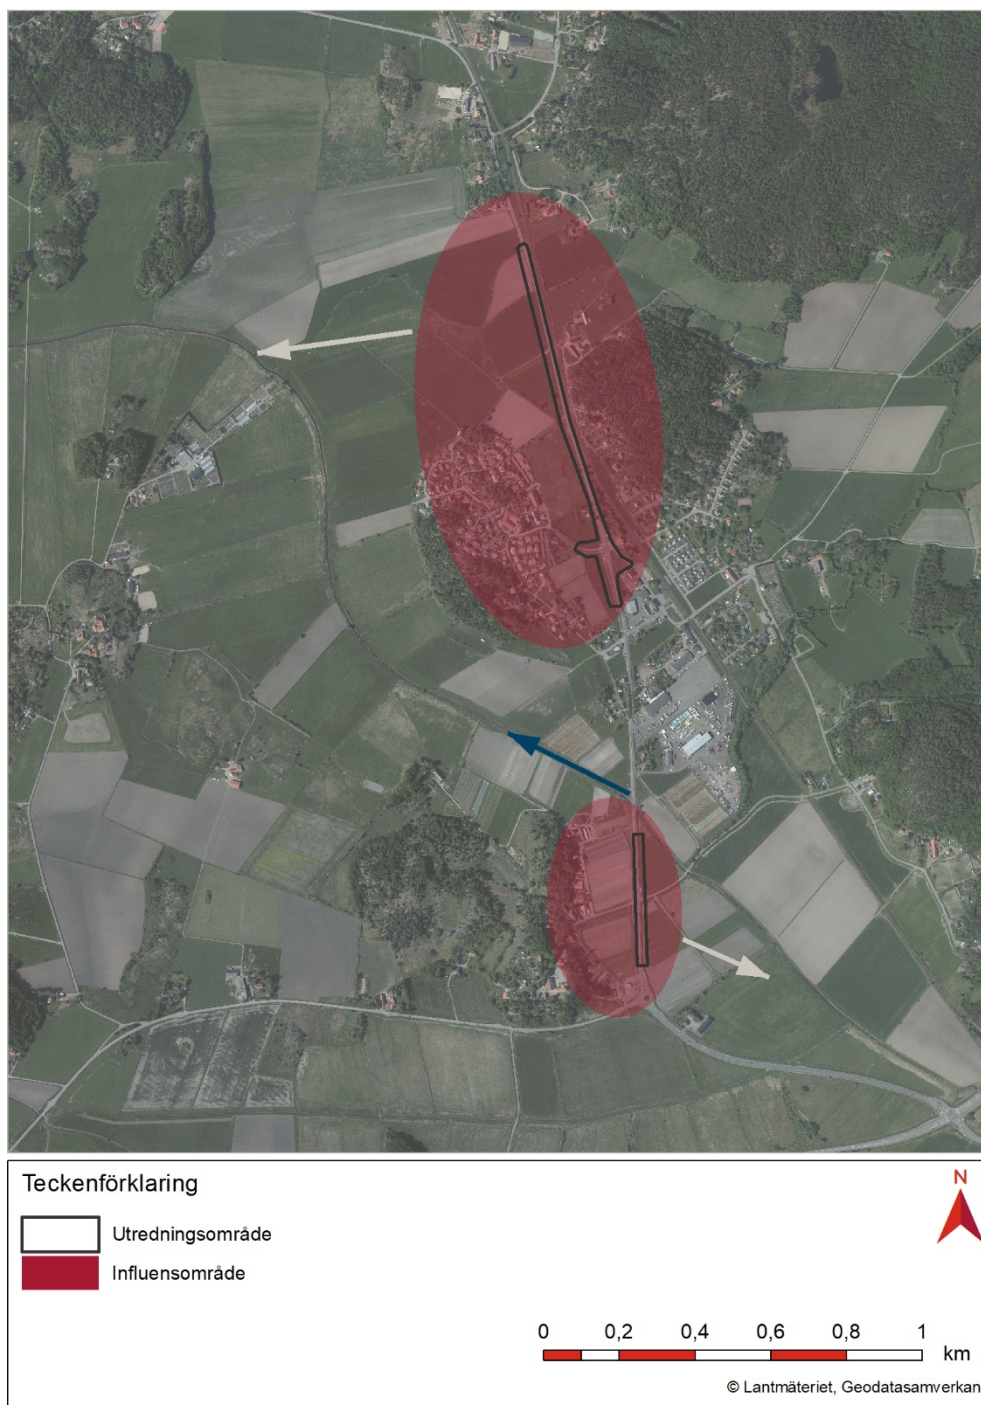 Teckenförklaring
N
Utredningsområde
Influensområde
0 0,2 0,4 0,6 0,8 1
km
© Lantmäteriet, Geodatasamverkan